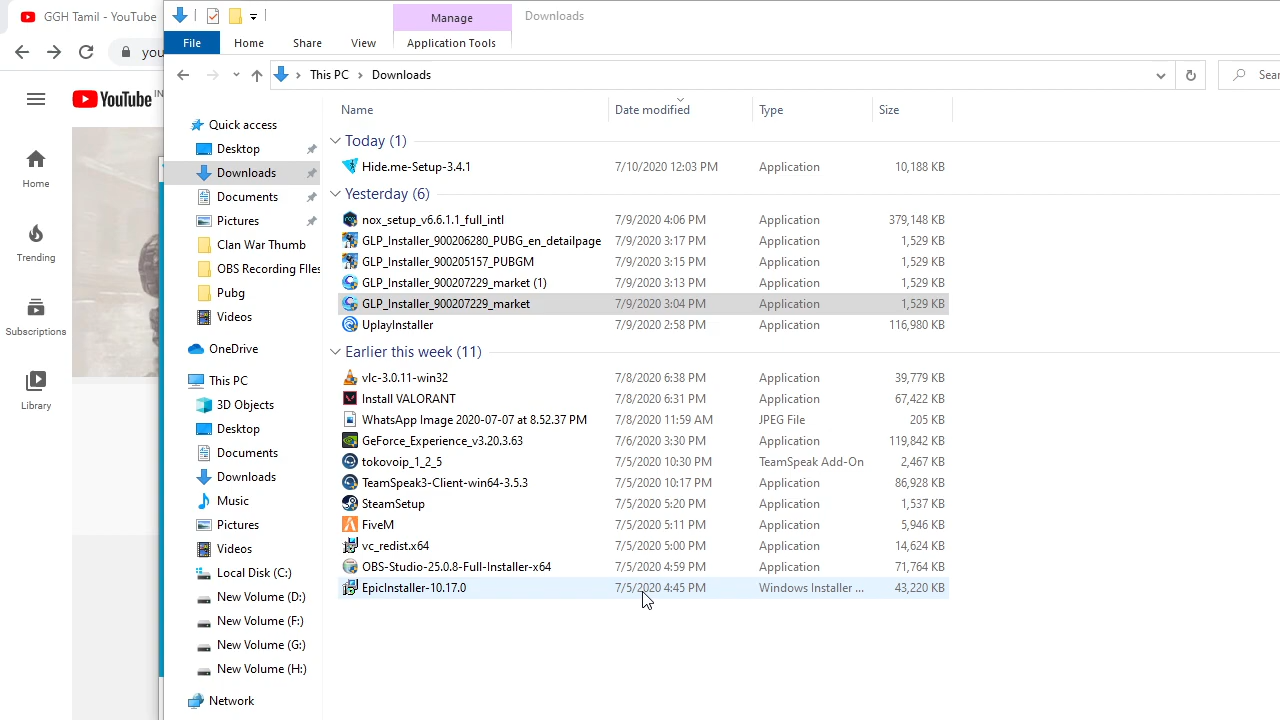 GGH Tamil - YouTube
Manage
Downloads
File
Home
Share
View
Application Tools
you
This PC
Downloads
Sear
YouTube IN
Name
Date modified
Type
Size
Quick access
Today (1)
Desktop
Hide.me-Setup-3.4.1 7/10/2020 12:03 PM Application 10,188 KB
Home
Downloads
Yesterday (6)
Documents
Pictures
nox_setup_v6.6.1.1_full_intl 7/9/2020 4:06 PM Application 379,148 KB
Clan War Thumb
GLP_Installer_900206280_PUBG_en_detailpage 7/9/2020 3:17 PM Application 1,529 KB
Trending
OBS Recording FIles
GLP_Installer_900205157_PUBGM 7/9/2020 3:15 PM Application 1,529 KB
Pubg
GLP_Installer_900207229_market (1) 7/9/2020 3:13 PM Application 1,529 KB
Videos
GLP_Installer_900207229_market 7/9/2020 3:04 PM Application 1,529 KB
Subscriptions
UplayInstaller 7/9/2020 2:58 PM Application 116,980 KB
OneDrive
Earlier this week (11)
This PC
vlc-3.0.11-win32 7/8/2020 6:38 PM Application 39,779 KB
Library
3D Objects
Install VALORANT 7/8/2020 6:31 PM Application 67,422 KB
Desktop
WhatsApp Image 2020-07-07 at 8.52.37 PM 7/8/2020 11:59 AM JPEG File 205 KB
Documents
GeForce_Experience_v3.20.3.63 7/6/2020 3:30 PM Application 119,842 KB
Downloads
tokovoip_1_2_5 7/5/2020 10:30 PM TeamSpeak Add-On 2,467 KB
Music
TeamSpeak3-Client-win64-3.5.3 7/5/2020 10:17 PM Application 86,928 KB
Pictures
SteamSetup 7/5/2020 5:20 PM Application 1,537 KB
Videos
FiveM 7/5/2020 5:11 PM Application 5,946 KB
Local Disk (C:)
vc_redist.x64 7/5/2020 5:00 PM Application 14,624 KB
New Volume (D:)
OBS-Studio-25.0.8-Full-Installer-x64 7/5/2020 4:59 PM Application 71,764 KB
New Volume (F:)
EpicInstaller-10.17.0 7/5/2020 4:45 PM Windows Installer ... 43,220 KB
New Volume (G:)
New Volume (H:)
Network